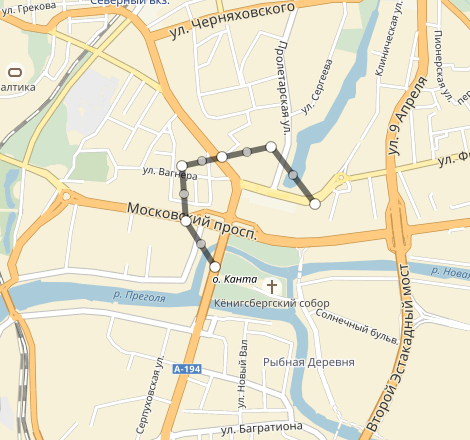 Северный вкз.
ул. Грекова
ул. Черняховского
Клиническая ул.
Пионерская ул.
Пролетарская ул.
ул. Сергеева
ул. 9 Апреля
алтика
пер
ул. Ф
ул. Вагнера
Московский просп.
о. Канта
р. Преголя
Кёнигсбергский собор
р. Новая
Солнечный бульв.
Второй Эстакадный мост
А-194
Рыбная Деревня
Серпуховская ул.
ул. Новый Вал
ул. Багратиона